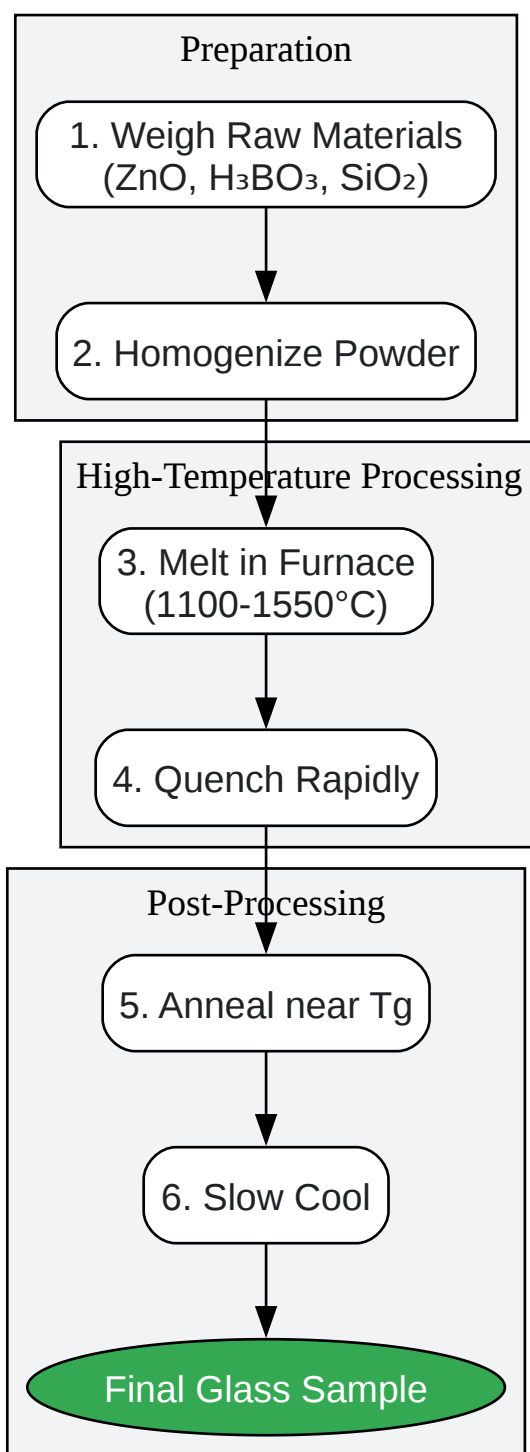 Preparation
1. Weigh Raw Materials
(ZnO, H₃BO₃, SiO₂)
2. Homogenize Powder
High-Temperature Processing
3. Melt in Furnace
(1100-1550°C)
4. Quench Rapidly
Post-Processing
5. Anneal near Tg
6. Slow Cool
Final Glass Sample